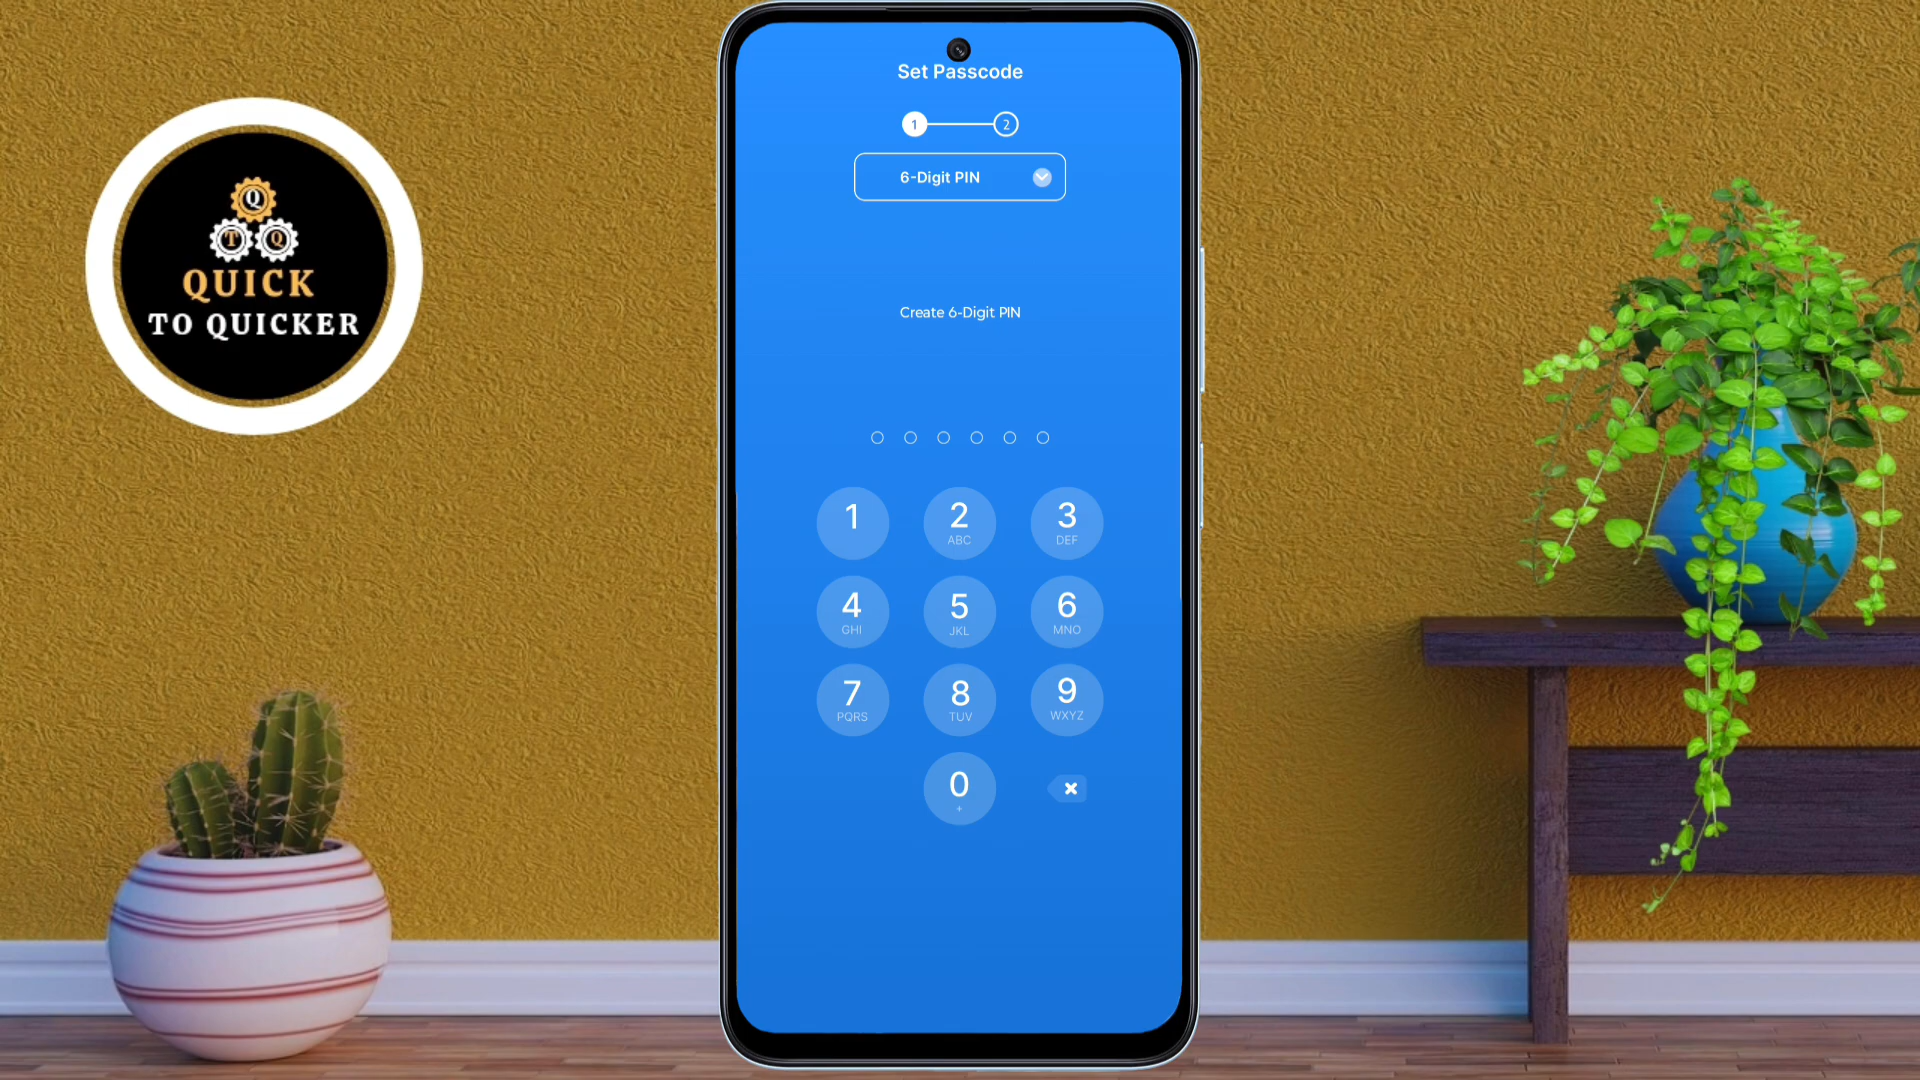 Q
T Q
QUICK
TO QUICKER
Set Passcode
1 2
6-Digit PIN
Create 6-Digit PIN
1 2 3
ABC DEF
4 5 6
GHI JKL MNO
7 8 9
PQRS TUV WXYZ
0
+